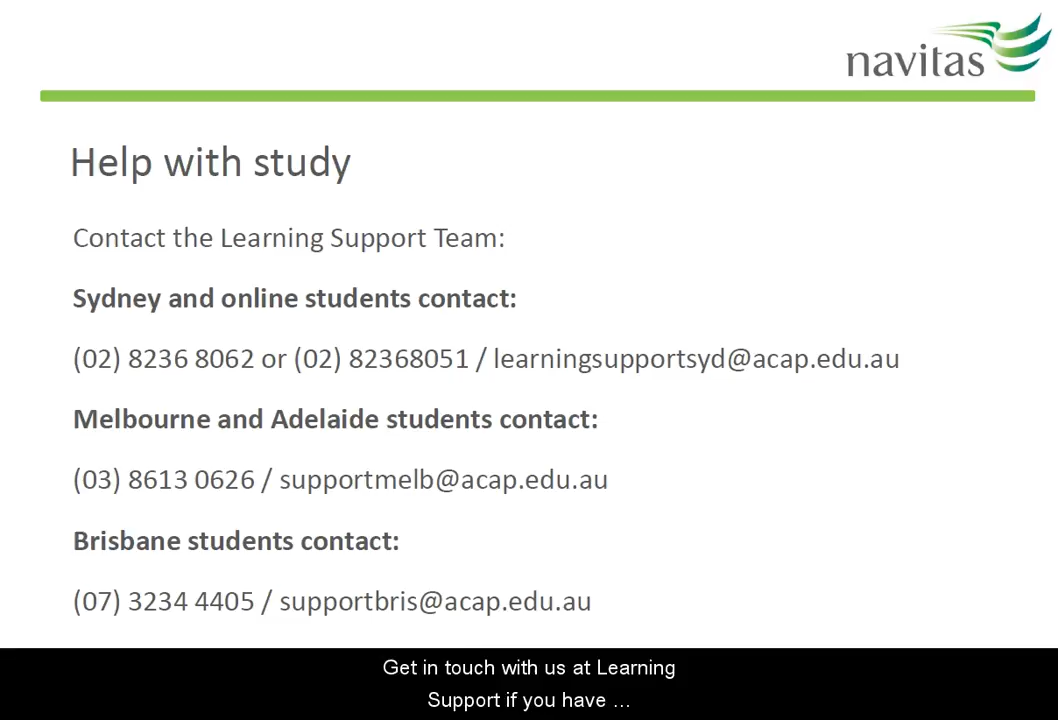 navitas
Help with study
Contact the Learning Support Team:
Sydney and online students contact:
(02) 8236 8062 or (02) 82368051 / learningsupportsyd@acap.edu.au
Melbourne and Adelaide students contact:
(03) 8613 0626 / supportmelb@acap.edu.au
Brisbane students contact:
(07) 3234 4405 / supportbris@acap.edu.au
Get in touch with us at Learning
Support if you have ...